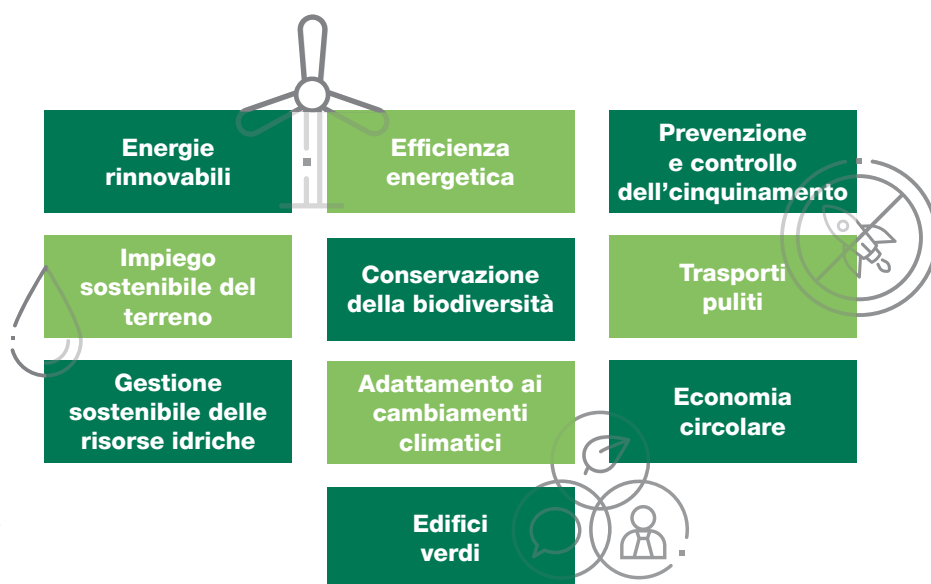 Energie
rinnovabili
Efficienza
energetica
Prevenzione
e controllo
dell'cinquinamento
Impiego
sostenibile del
terreno
Conservazione
della biodiversità
Trasporti
puliti
Gestione
sostenibile delle
risorse idriche
Adattamento ai
cambiamenti
climatici
Economia
circolare
Edifici
verdi